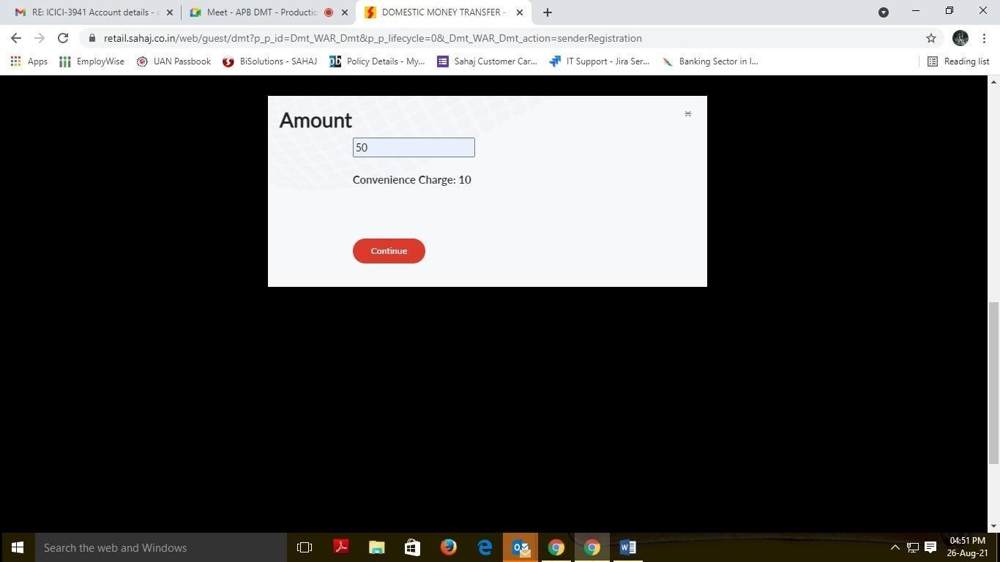 RE: ICICI-3941 Account details -
Meet - APB DMT - Productio
DOMESTIC MONEY TRANSFER -
retail.sahaj.co.in/web/guest/dmt?p_p_id=Dmt_WAR_Dmt&p_p_lifecycle=0&_Dmt_WAR_Dmt_action=senderRegistration
Apps
EmployWise
UAN Passbook
BiSolutions - SAHAJ
Policy Details - My...
Sahaj Customer Car...
IT Support - Jira Ser...
Banking Sector in I...
Reading list
Amount
50
Convenience Charge: 10
Continue
Search the web and Windows
04:51 PM
26-Aug-21